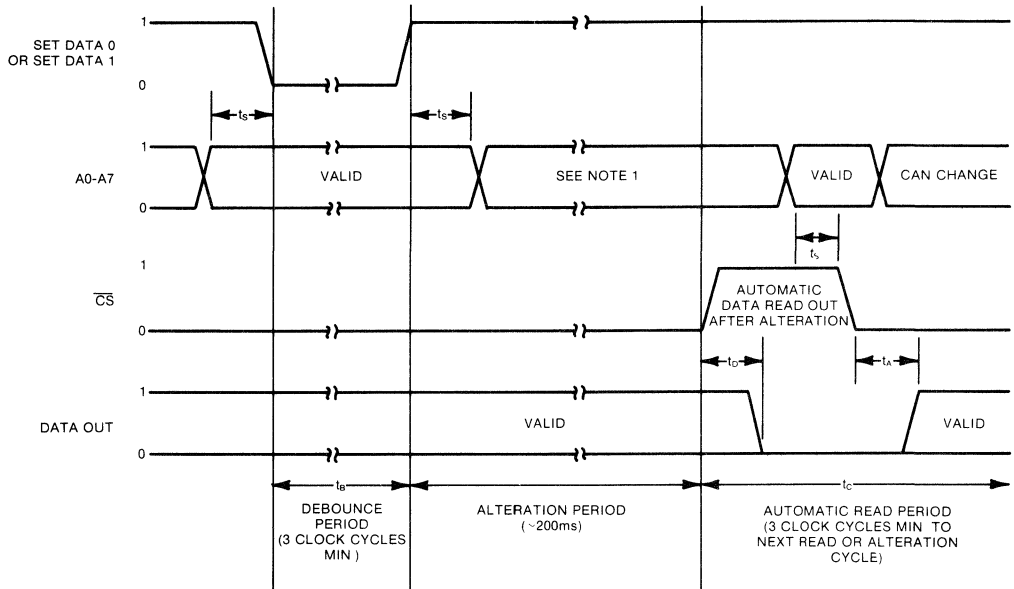 1
SET DATA 0
OR SET DATA 1
0
tS
tS
1
A0-A7
VALID
SEE NOTE 1
VALID
CAN CHANGE
0
tS
1
CS
AUTOMATIC
DATA READ OUT
AFTER ALTERATION
0
tD
tA
1
DATA OUT
VALID
VALID
0
tB
tC
DEBOUNCE
PERIOD
(3 CLOCK CYCLES
MIN )
ALTERATION PERIOD
(~200ms)
AUTOMATIC READ PERIOD
(3 CLOCK CYCLES MIN TO
NEXT READ OR ALTERATION
CYCLE)